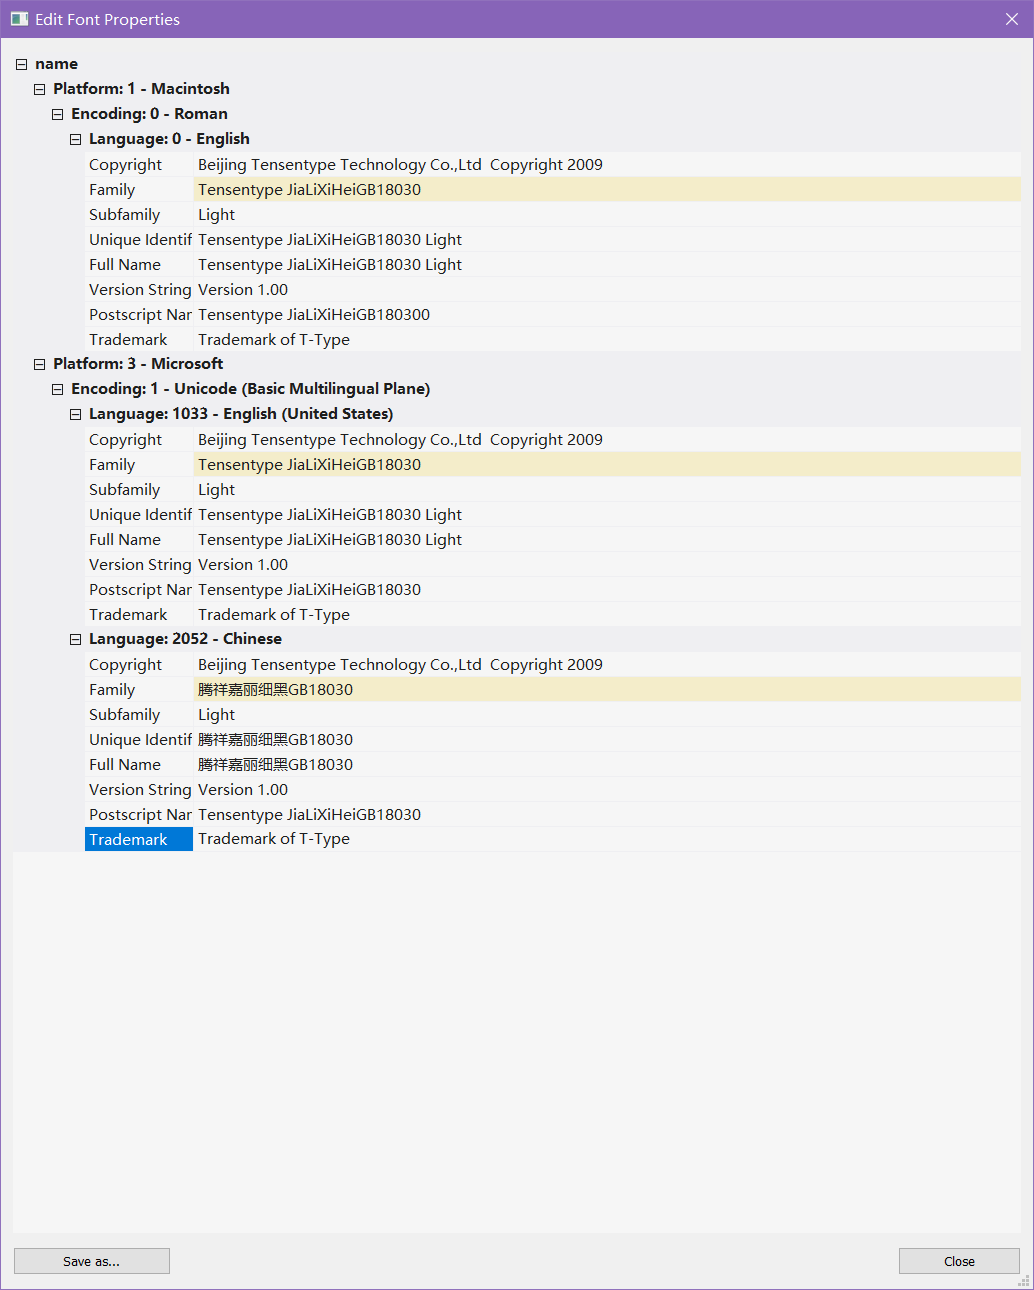 Edit Font Properties
name
Platform: 1 - Macintosh
Encoding: 0 - Roman
Language: 0 - English
Copyright Beijing Tensentype Technology Co.,Ltd  Copyright 2009
Family Tensentype JiaLiXiHeiGB18030
Subfamily Light
Unique Identif Tensentype JiaLiXiHeiGB18030 Light
Full Name Tensentype JiaLiXiHeiGB18030 Light
Version String Version 1.00
Postscript Nar Tensentype JiaLiXiHeiGB180300
Trademark Trademark of T-Type
Platform: 3 - Microsoft
Encoding: 1 - Unicode (Basic Multilingual Plane)
Language: 1033 - English (United States)
Copyright Beijing Tensentype Technology Co.,Ltd  Copyright 2009
Family Tensentype JiaLiXiHeiGB18030
Subfamily Light
Unique Identif Tensentype JiaLiXiHeiGB18030 Light
Full Name Tensentype JiaLiXiHeiGB18030 Light
Version String Version 1.00
Postscript Nar Tensentype JiaLiXiHeiGB18030
Trademark Trademark of T-Type
Language: 2052 - Chinese
Copyright Beijing Tensentype Technology Co.,Ltd  Copyright 2009
Family 腾祥嘉丽细黑GB18030
Subfamily Light
Unique Identif 腾祥嘉丽细黑GB18030
Full Name 腾祥嘉丽细黑GB18030
Version String Version 1.00
Postscript Nar Tensentype JiaLiXiHeiGB18030
Trademark Trademark of T-Type
Save as... Close